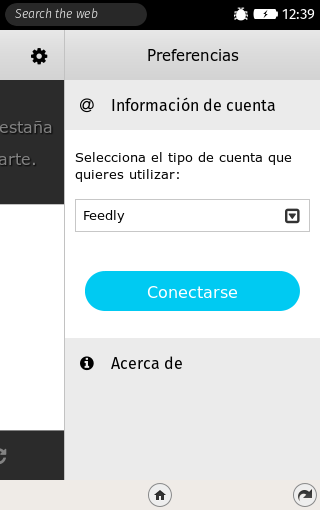 Search the web
12:39
Preferencias
@ Información de cuenta
estaña
arte.
Selecciona el tipo de cuenta que
quieres utilizar:
Feedly
Conectarse
Acerca de